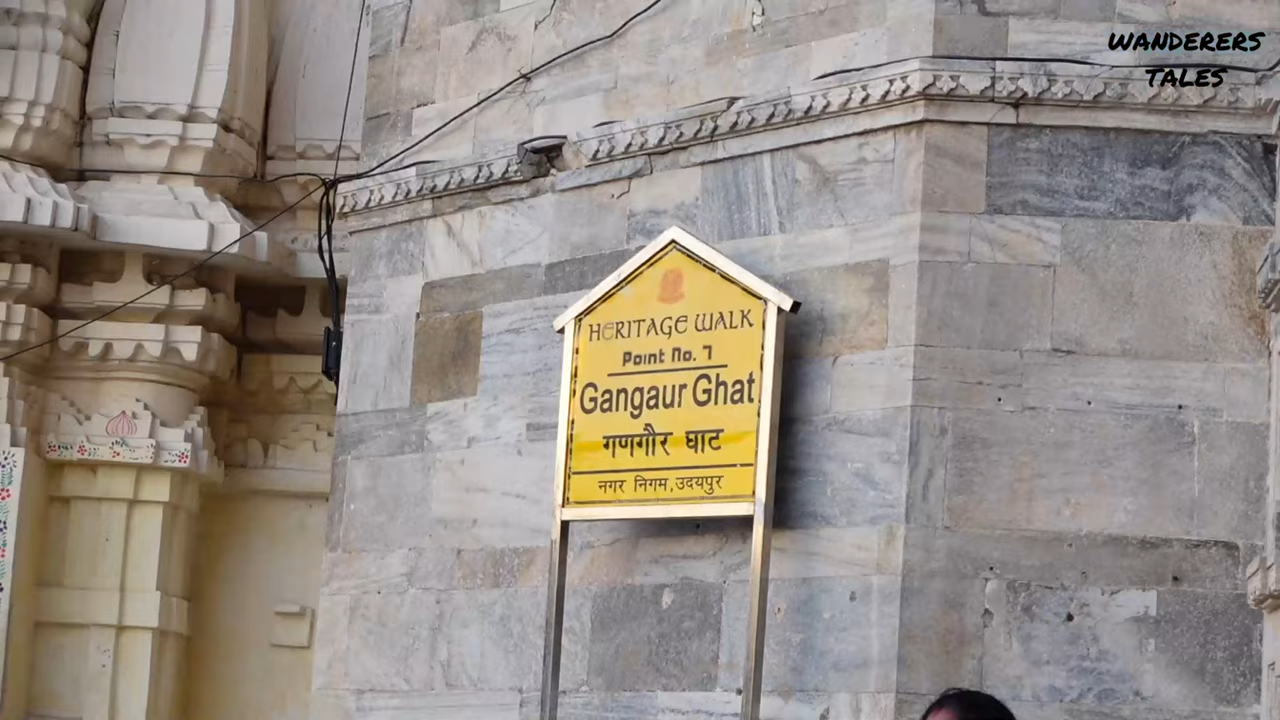 WANDERERS
TALES
HERITAGE WALK
Point No. 7
Gangaur Ghat
गणगौर घाट
नगर निगम,उदयपुर